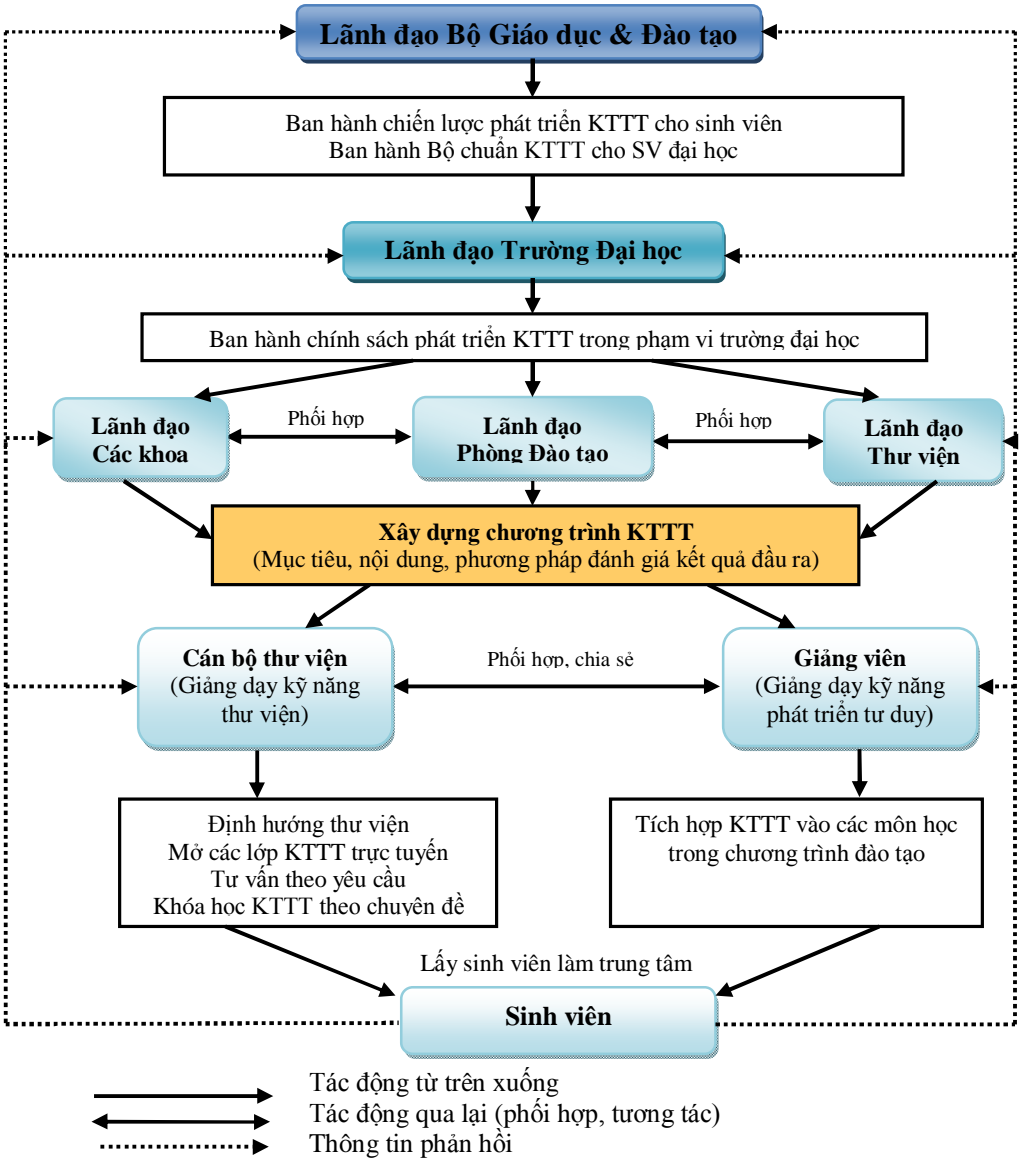 Lãnh đạo Bộ Giáo dục & Đào tạo
Ban hành chiến lược phát triển KTTT cho sinh viên
Ban hành Bộ chuẩn KTTT cho SV đại học
Lãnh đạo Trường Đại học
Ban hành chính sách phát triển KTTT trong phạm vi trường đại học
Lãnh đạo
Các khoa
Phối hợp
Lãnh đạo
Phòng Đào tạo
Phối hợp
Lãnh đạo
Thư viện
Xây dựng chương trình KTTT
(Mục tiêu, nội dung, phương pháp đánh giá kết quả đầu ra)
Cán bộ thư viện
(Giảng dạy kỹ năng
thư viện)
Phối hợp, chia sẻ
Giảng viên
(Giảng dạy kỹ năng
phát triển tư duy)
Định hướng thư viện
Mở các lớp KTTT trực tuyến
Tư vấn theo yêu cầu
Khóa học KTTT theo chuyên đề
Tích hợp KTTT vào các môn học
trong chương trình đào tạo
Lấy sinh viên làm trung tâm
Sinh viên
Tác động từ trên xuống
Tác động qua lại (phối hợp, tương tác)
Thông tin phản hồi